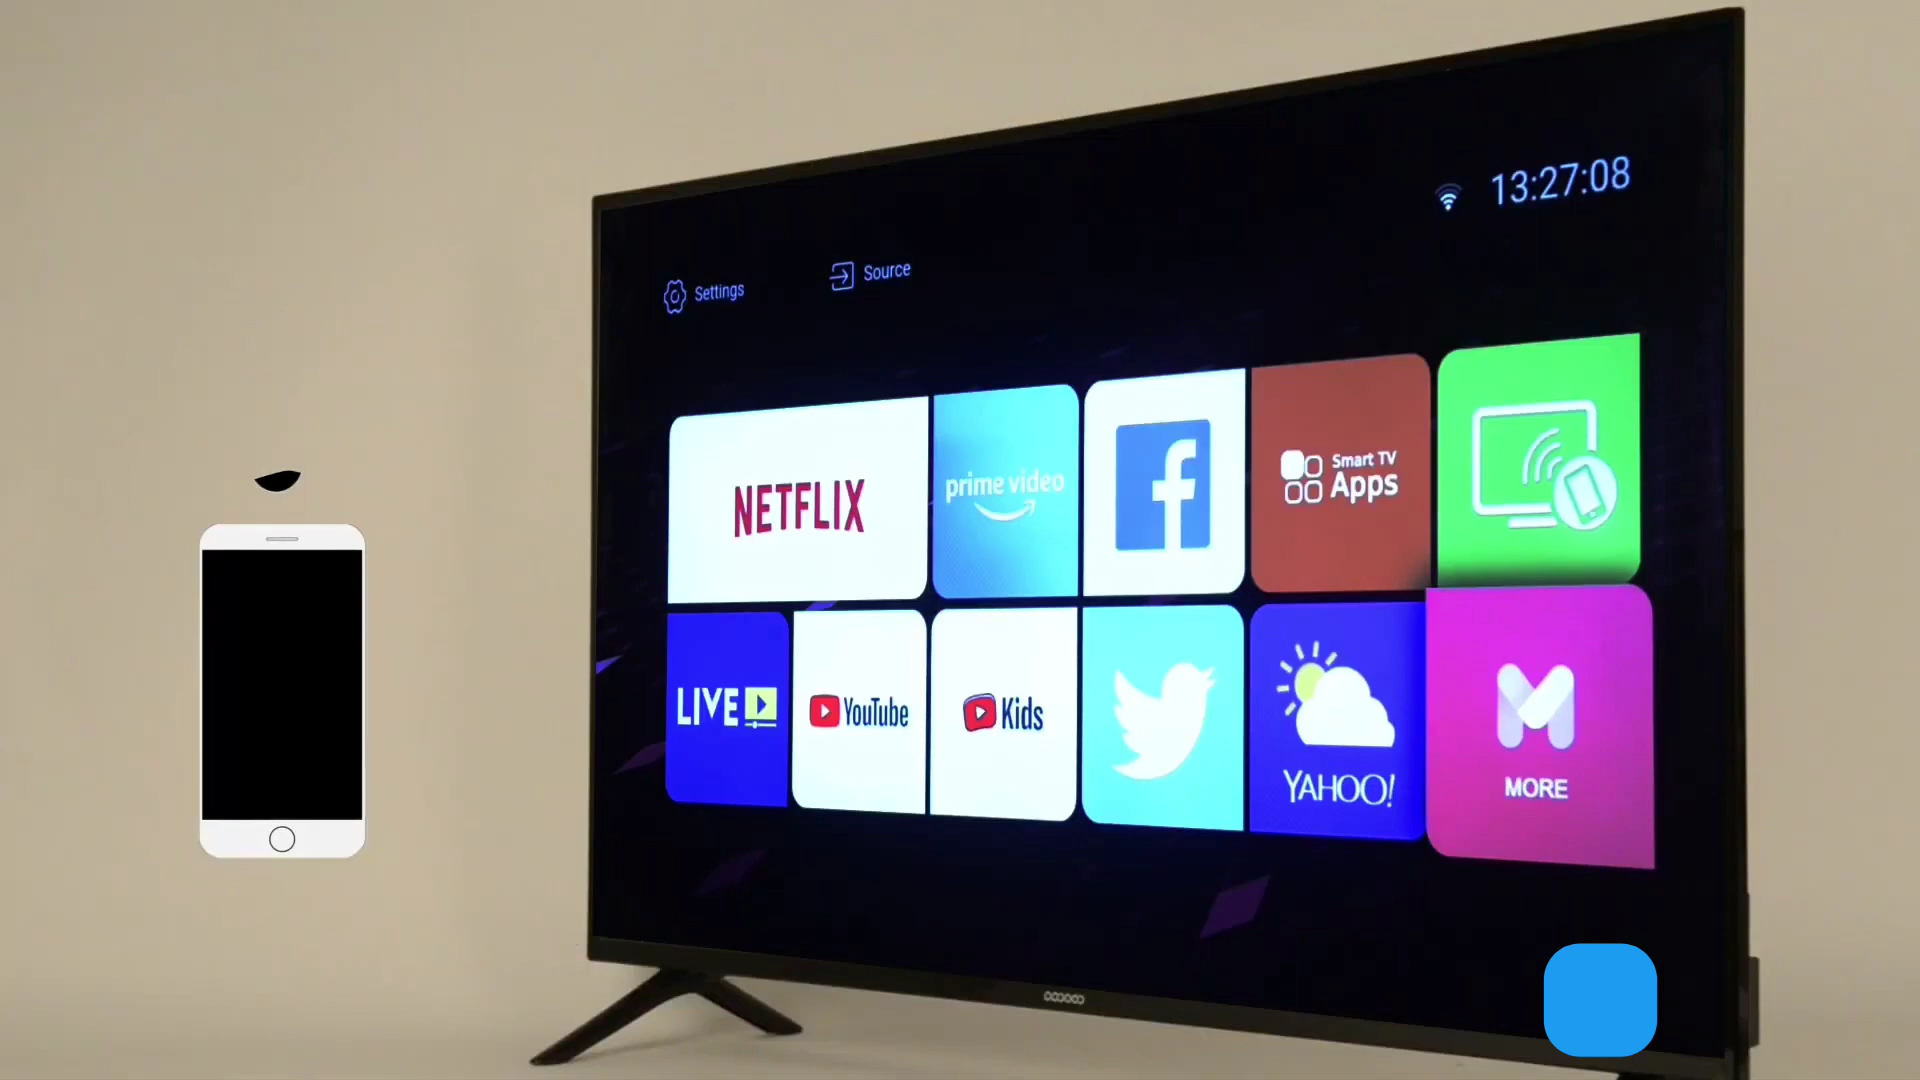 13:27:08
Settings
Source
NETFLIX
prime video
Smart TV
Apps
LIVE
YouTube
Kids
YAHOO!
MORE